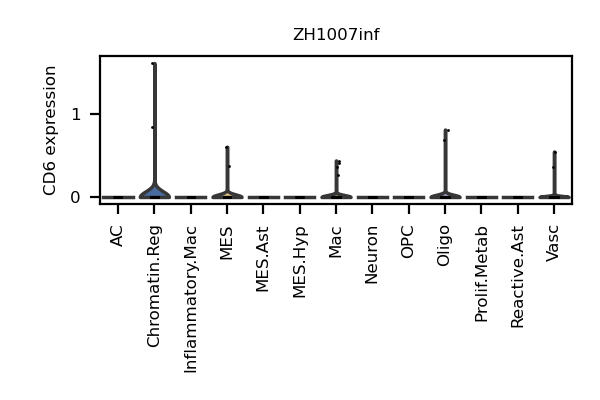 ZH1007inf
CD6 expression
1
0
AC
Chromatin.Reg
Inflammatory.Mac
MES
MES.Ast
MES.Hyp
Mac
Neuron
OPC
Oligo
Prolif.Metab
Reactive.Ast
Vasc